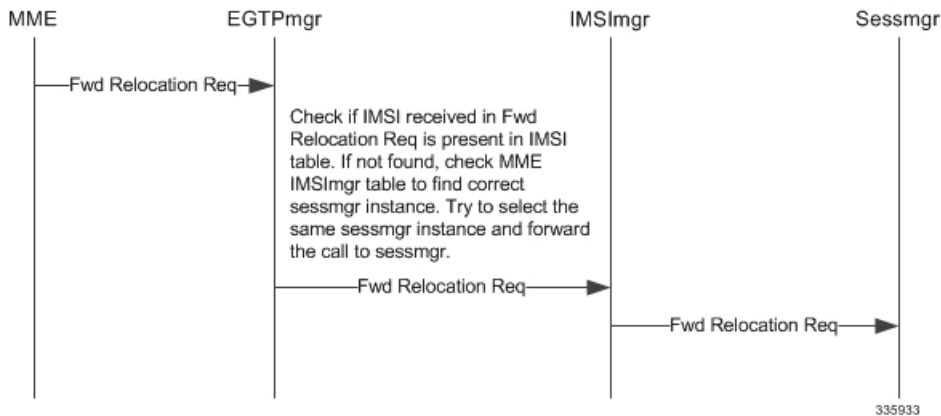 MME EGTPmgr IMSImgr Sessmgr
Fwd Relocation Req
Check if IMSI received in Fwd
Relocation Req is present in IMSI
table. If not found, check MME
IMSImgr table to find correct
sessmgr instance. Try to select the
same sessmgr instance and forward
the call to sessmgr.
Fwd Relocation Req
Fwd Relocation Req
335933